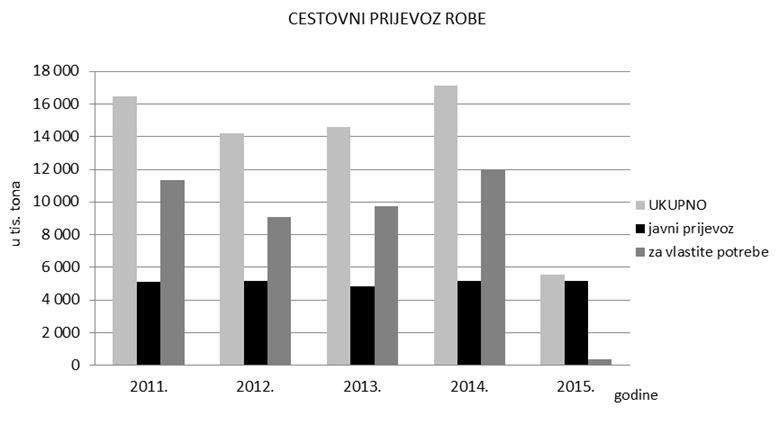 CESTOVNI PRIJEVOZ ROBE
u tis. tona
18 000
16 000
14 000
12 000
10 000
8 000
6 000
4 000
2 000
0
2011. 2012. 2013. 2014. 2015.
godine
UKUPNO
javni prijevoz
za vlastite potrebe